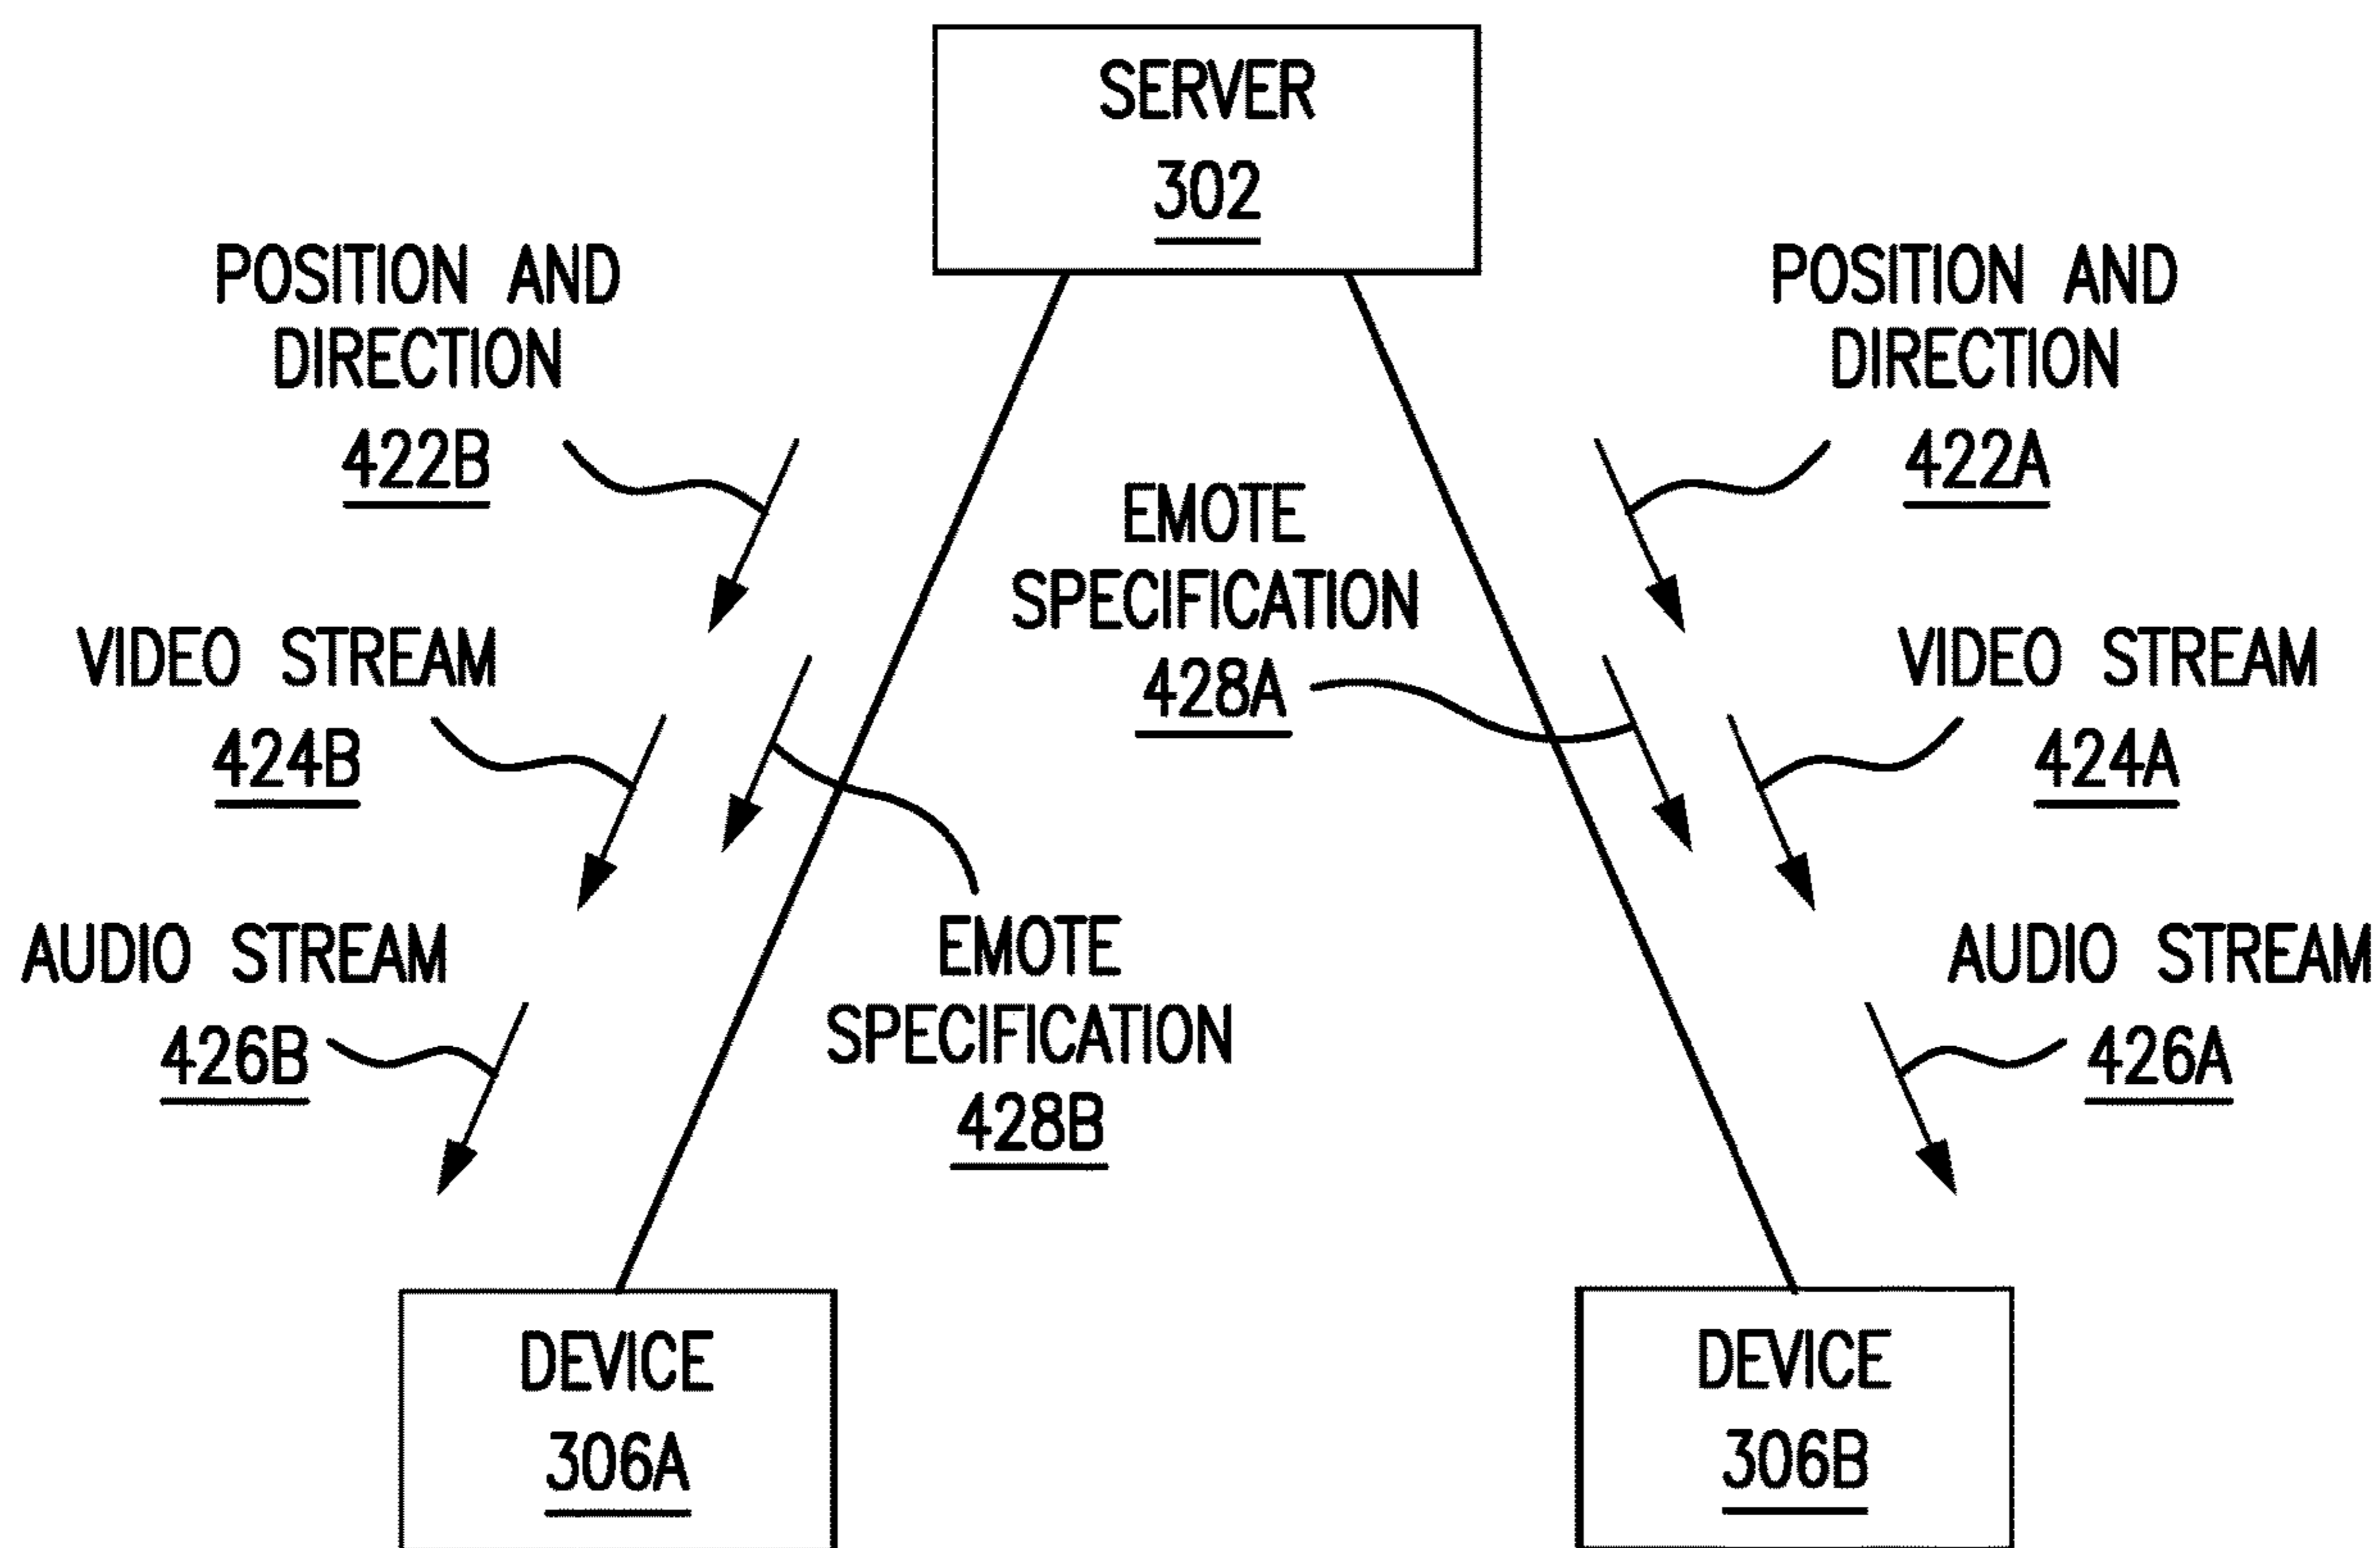 SERVER
302
POSITION AND
DIRECTION
422B
POSITION AND
DIRECTION
422A
EMOTE
SPECIFICATION
428A
VIDEO STREAM
424B
VIDEO STREAM
424A
AUDIO STREAM
426B
EMOTE
SPECIFICATION
428B
AUDIO STREAM
426A
DEVICE
306A
DEVICE
306B